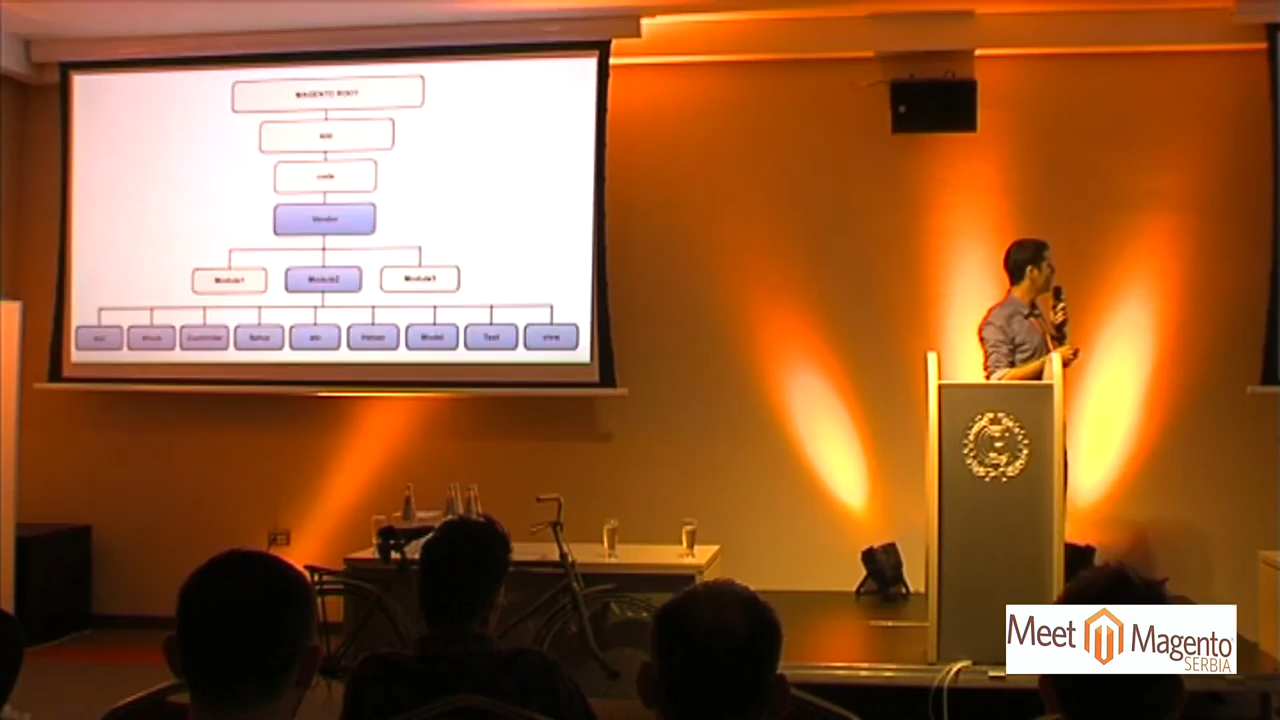 MAGENTO ROOT
app
code
Vendor
Module1
Module2
Module3
Block
Controller
Setup
etc
Helper
Model
Test
view
Meet Magento
SERBIA